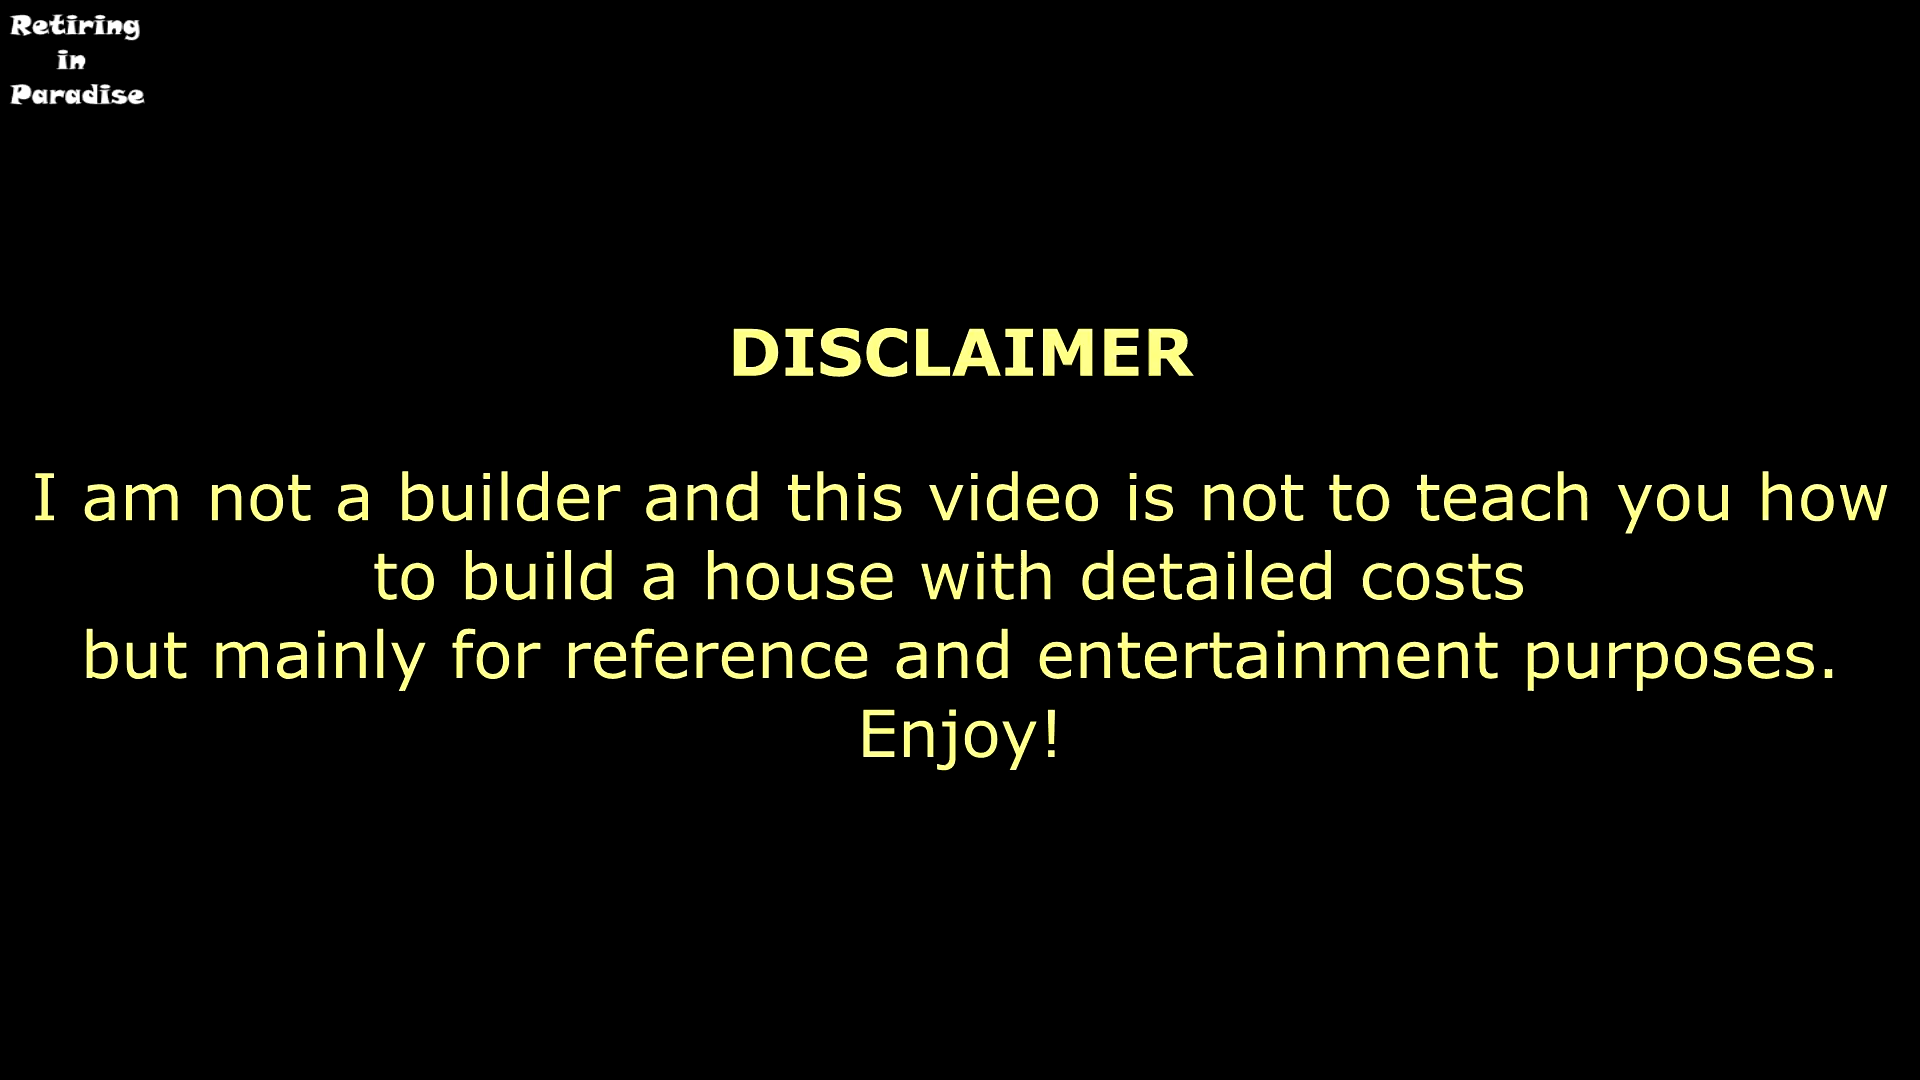 Retiring
in
Paradise
DISCLAIMER
I am not a builder and this video is not to teach you how
to build a house with detailed costs
but mainly for reference and entertainment purposes.
Enjoy!